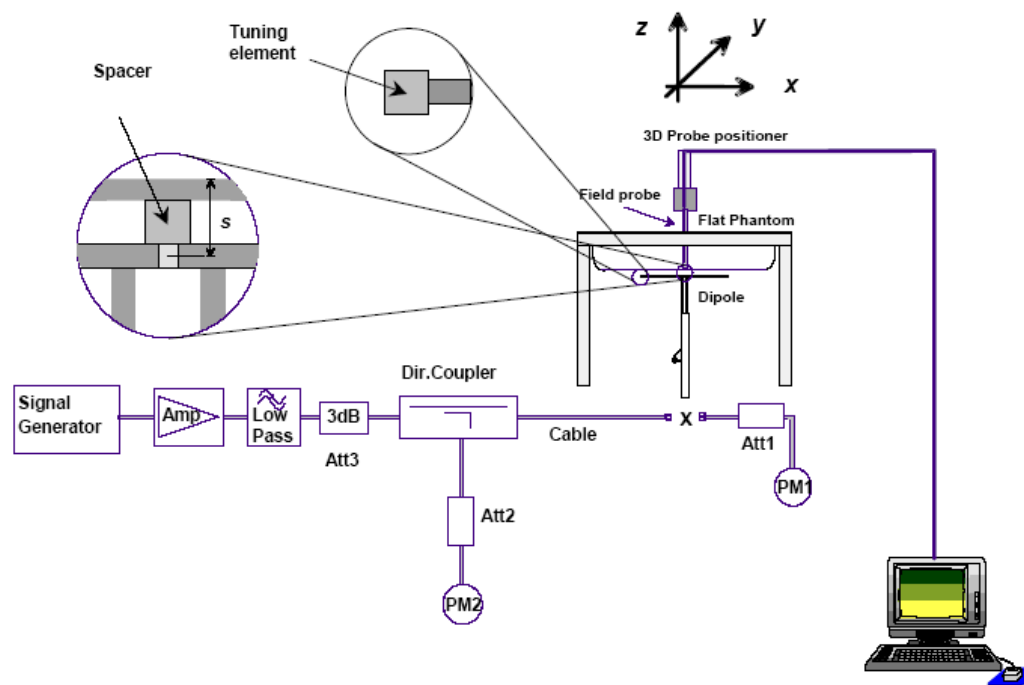 Tuning
element
Spacer
s
z
y
x
3D Probe positioner
Field probe
Flat Phantom
Dipole
Signal
Generator
Amp
Low
Pass
3dB
Att3
Dir.Coupler
Cable
X
Att1
PM1
Att2
PM2